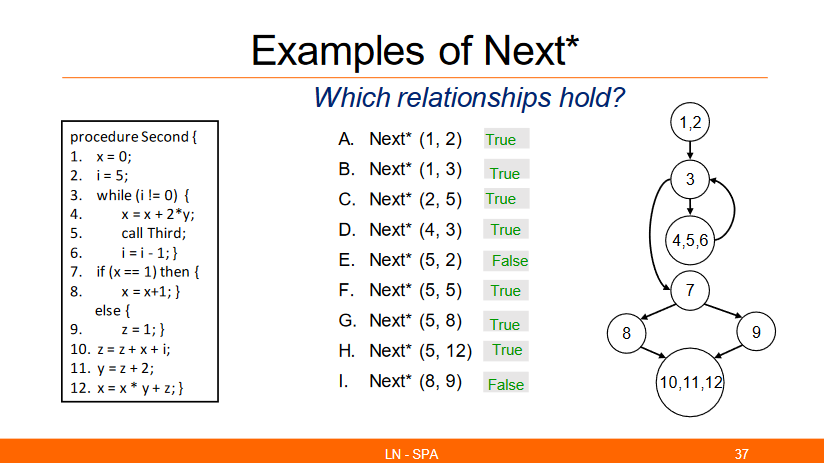 Examples of Next*
Which relationships hold?
procedure Second {
1. x = 0;
2. i = 5;
3. while (i != 0) {
4. x = x + 2*y;
5. call Third;
6. i = i - 1; }
7. if (x == 1) then {
8. x = x+1; }
else {
9. z = 1; }
10. z = z + x + i;
11. y = z + 2;
12. x = x * y + z; }
A. Next* (1, 2) True
B. Next* (1, 3) True
C. Next* (2, 5) True
D. Next* (4, 3) True
E. Next* (5, 2) False
F. Next* (5, 5) True
G. Next* (5, 8) True
H. Next* (5, 12) True
I. Next* (8, 9) False
1,2
3
4,5,6
7
8
9
10,11,12
LN - SPA
37